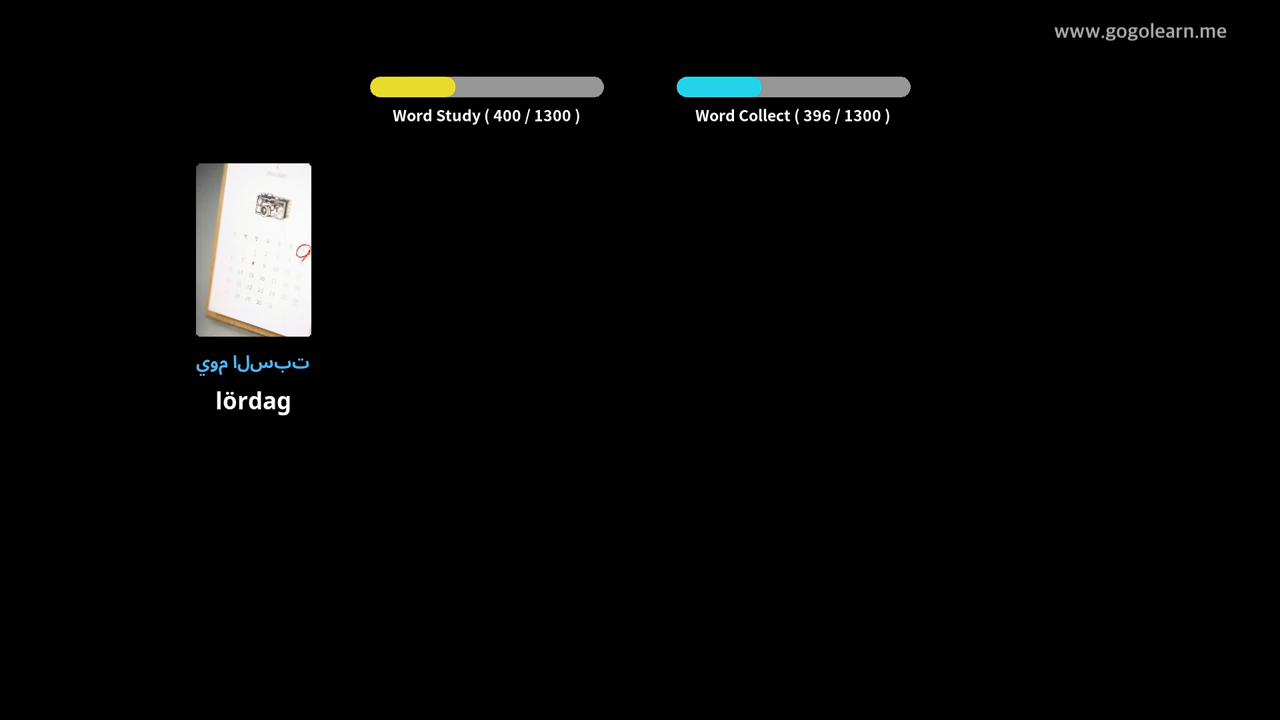 www.gogolearn.me
Word Study ( 400 / 1300 )
Word Collect ( 396 / 1300 )
يوم السبت
lördag